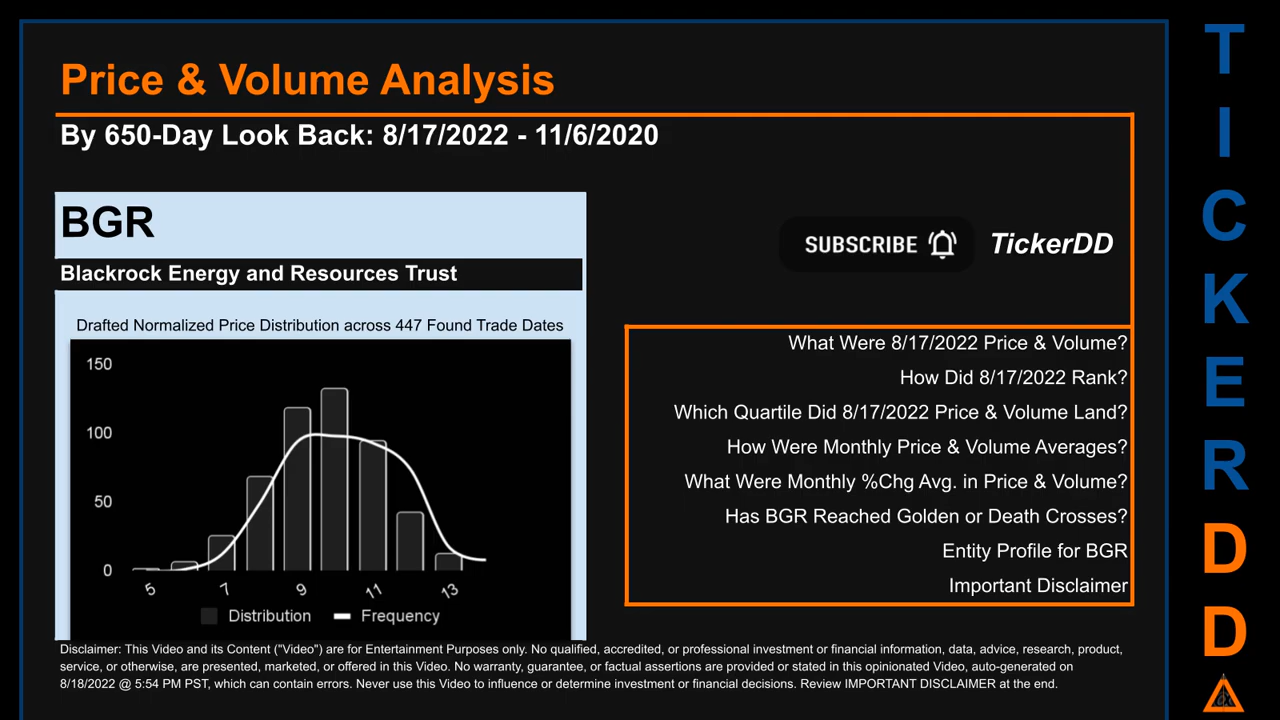 Price & Volume Analysis
By 650-Day Look Back: 8/17/2022 - 11/6/2020
BGR
Blackrock Energy and Resources Trust
Drafted Normalized Price Distribution across 447 Found Trade Dates
150
100
50
0
5
7
9
11
13
Distribution
Frequency
SUBSCRIBE
TickerDD
What Were 8/17/2022 Price & Volume?
How Did 8/17/2022 Rank?
Which Quartile Did 8/17/2022 Price & Volume Land?
How Were Monthly Price & Volume Averages?
What Were Monthly %Chg Avg. in Price & Volume?
Has BGR Reached Golden or Death Crosses?
Entity Profile for BGR
Important Disclaimer
Disclaimer: This Video and its Content ("Video") are for Entertainment Purposes only. No qualified, accredited, or professional investment or financial information, data, advice, research, product,
service, or otherwise, are presented, marketed, or offered in this Video. No warranty, guarantee, or factual assertions are provided or stated in this opinionated Video, auto-generated on
8/18/2022 @ 5:54 PM PST, which can contain errors. Never use this Video to influence or determine investment or financial decisions. Review IMPORTANT DISCLAIMER at the end.
T
I
C
K
E
R
D
D